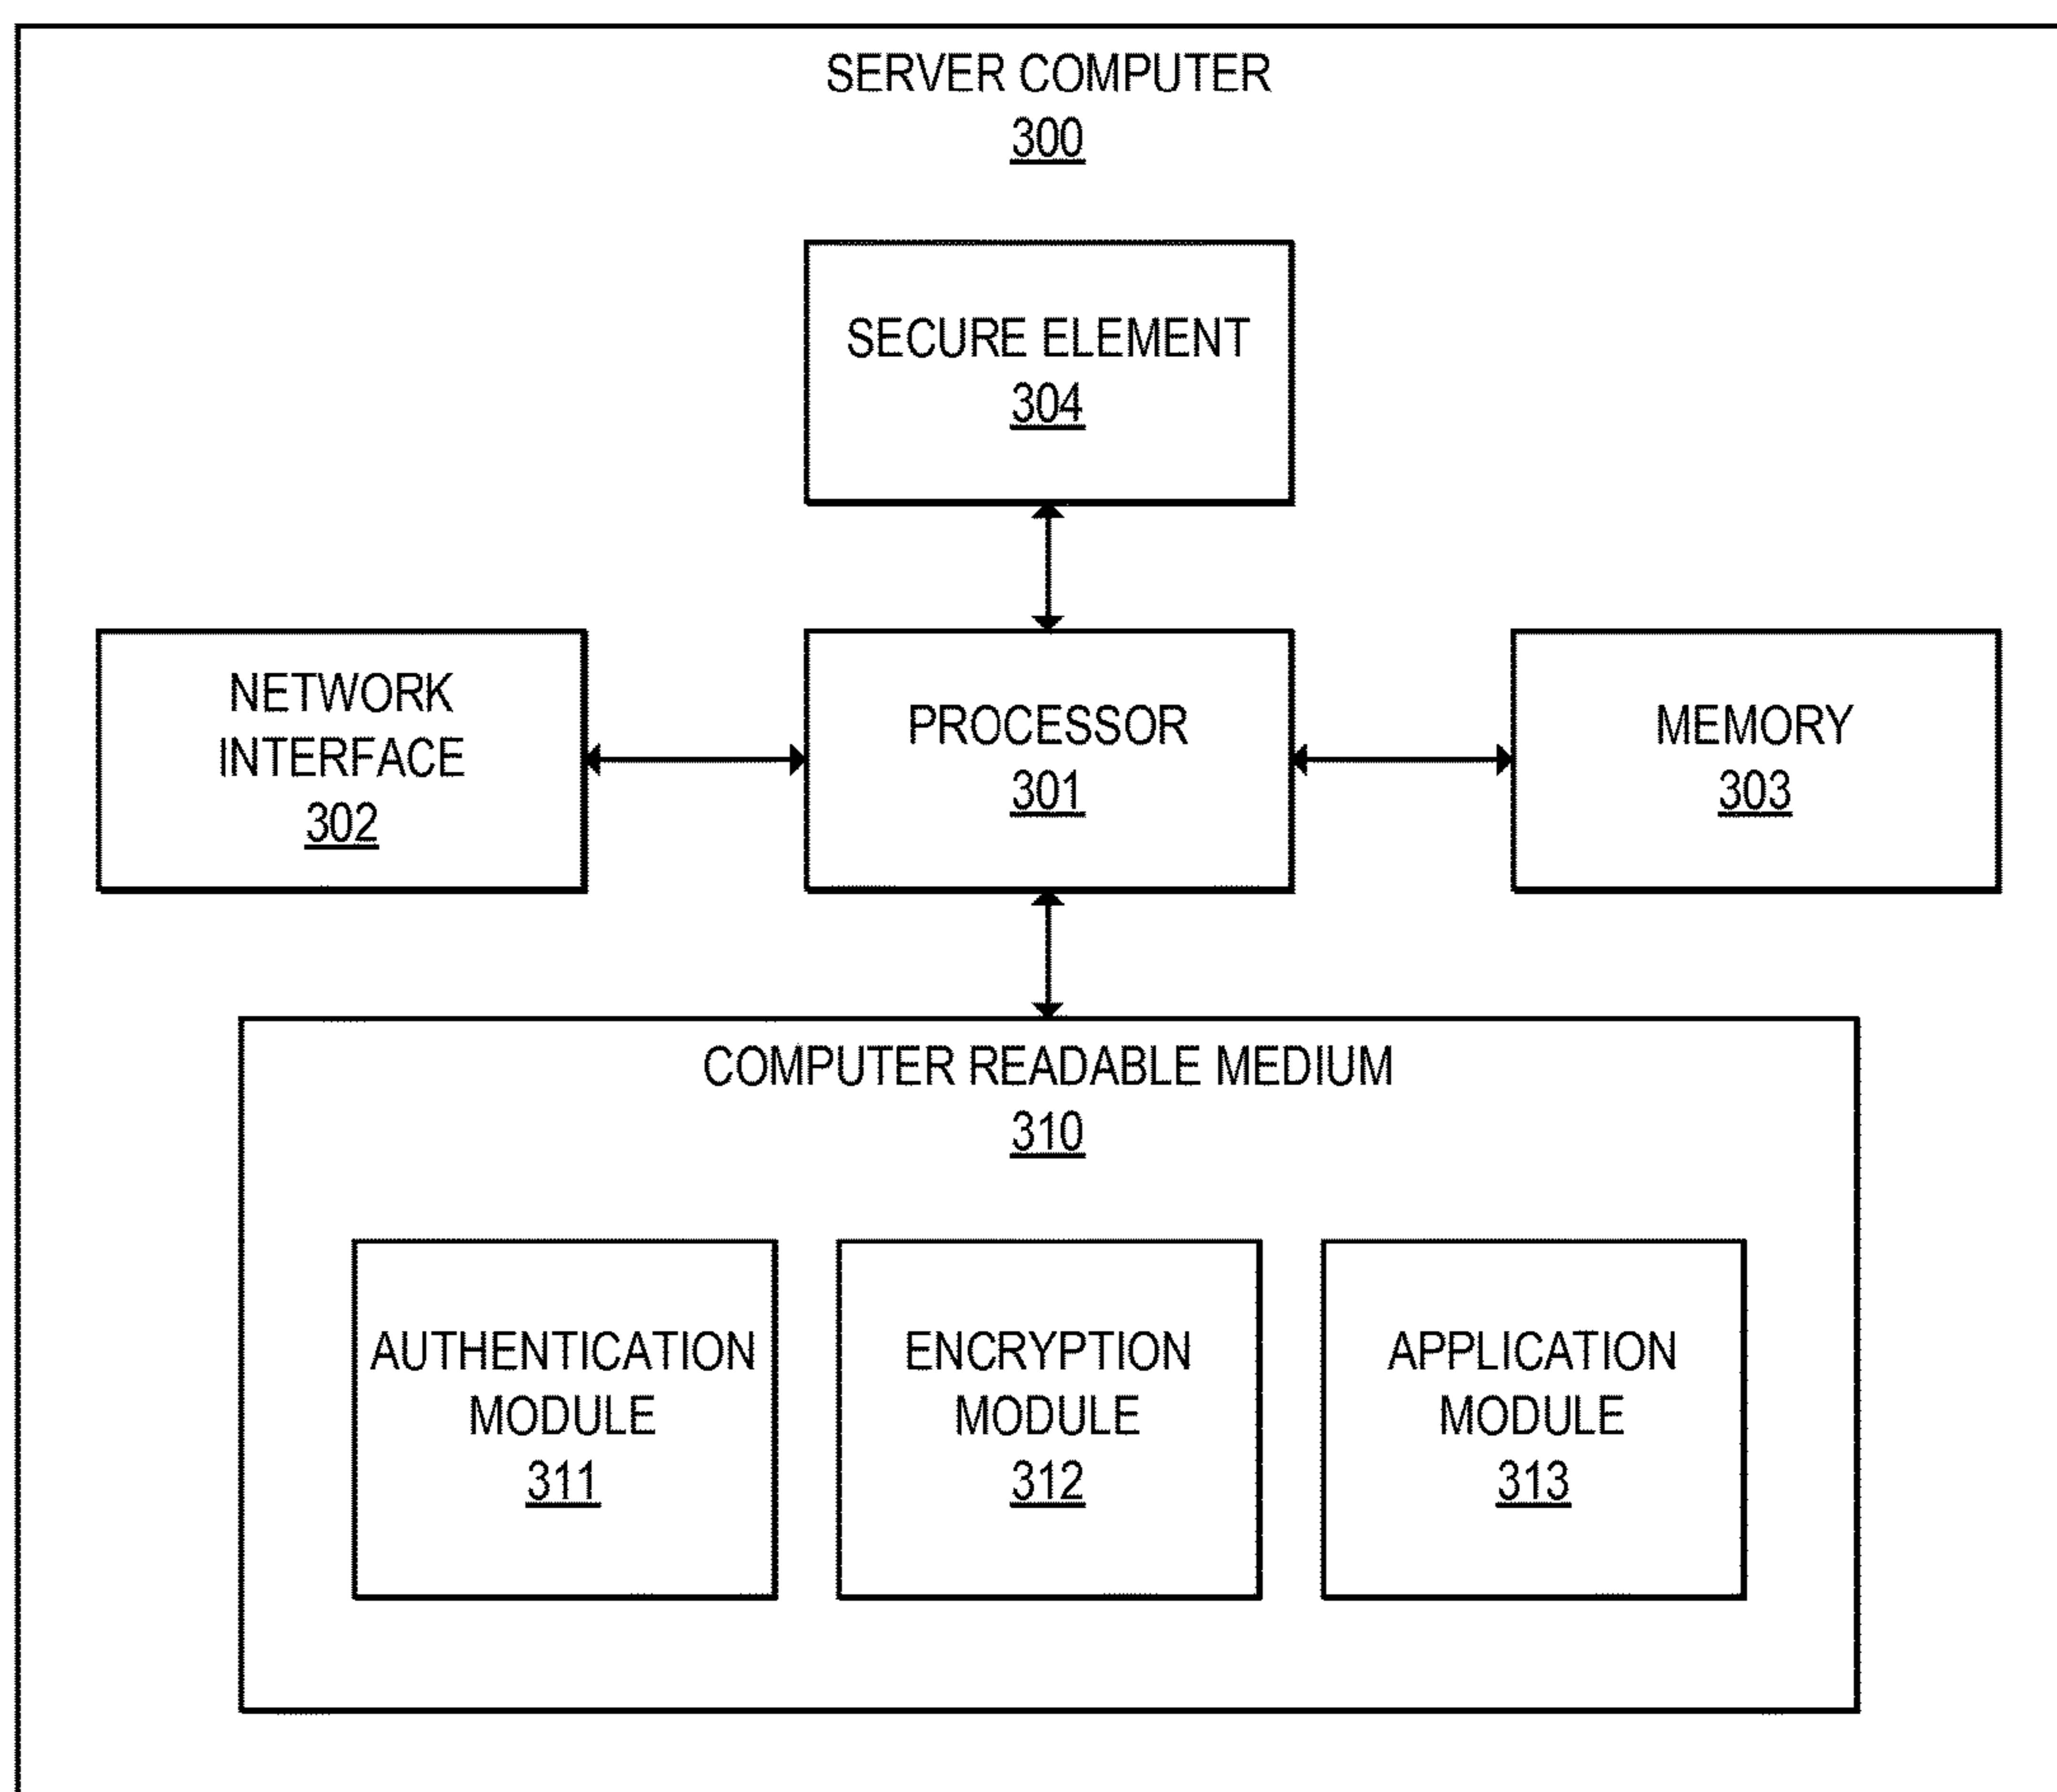 SERVER COMPUTER
300
SECURE ELEMENT
304
NETWORK
INTERFACE
302
PROCESSOR
301
MEMORY
303
COMPUTER READABLE MEDIUM
310
AUTHENTICATION
MODULE
311
ENCRYPTION
MODULE
312
APPLICATION
MODULE
313